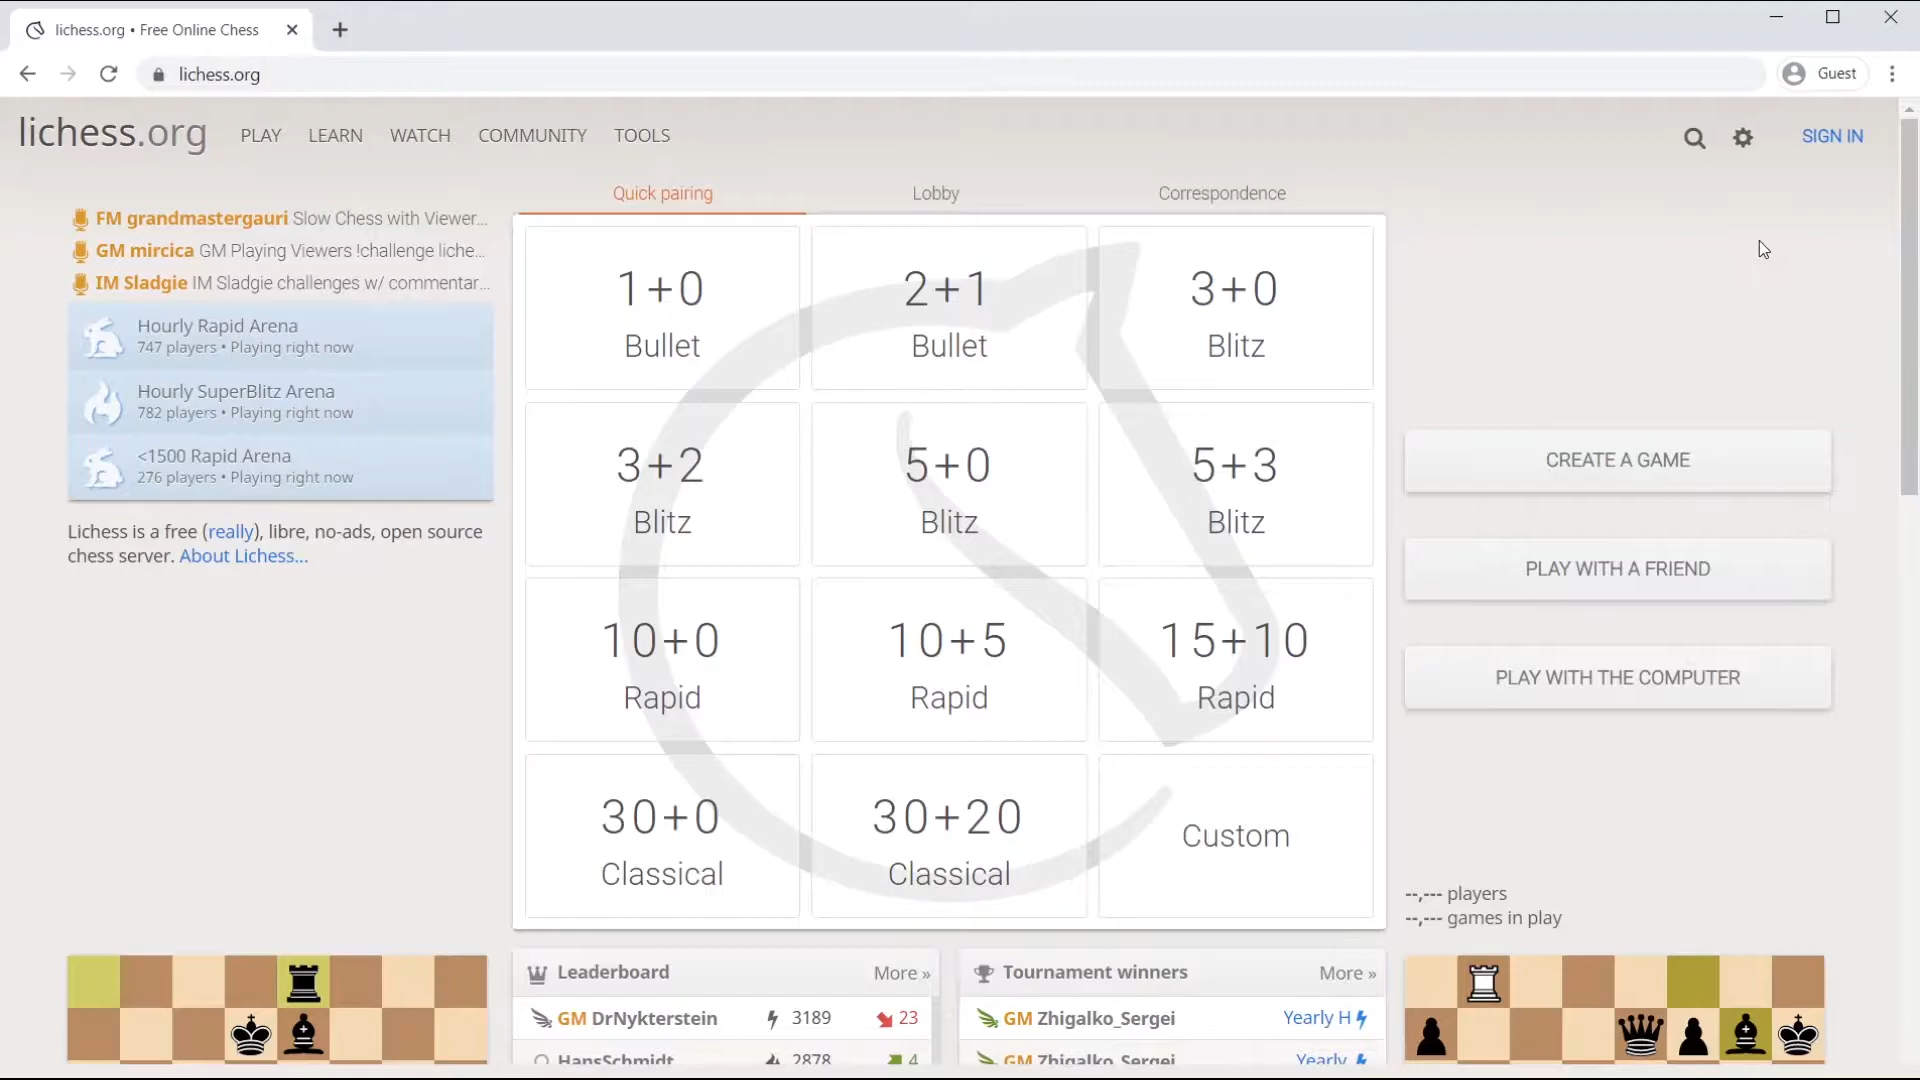 lichess.org • Free Online Chess
lichess.org
Guest
lichess.org
PLAY
LEARN
WATCH
COMMUNITY
TOOLS
SIGN IN
Quick pairing
Lobby
Correspondence
FM grandmastergauri Slow Chess with Viewer...
GM mircica GM Playing Viewers !challenge liche...
IM Sladgie IM Sladgie challenges w/ commentar...
Hourly Rapid Arena
747 players • Playing right now
Hourly SuperBlitz Arena
782 players • Playing right now
<1500 Rapid Arena
276 players • Playing right now
Lichess is a free (really), libre, no-ads, open source
chess server. About Lichess...
1+0
Bullet
2+1
Bullet
3+0
Blitz
3+2
Blitz
5+0
Blitz
5+3
Blitz
10+0
Rapid
10+5
Rapid
15+10
Rapid
30+0
Classical
30+20
Classical
Custom
CREATE A GAME
PLAY WITH A FRIEND
PLAY WITH THE COMPUTER
--,--- players
--,--- games in play
Leaderboard
More »
GM DrNykterstein 3189 23
HansSchmidt 2878 4
Tournament winners
More »
GM Zhigalko_Sergei Yearly H
GM Zhigalko_Sergei Yearly